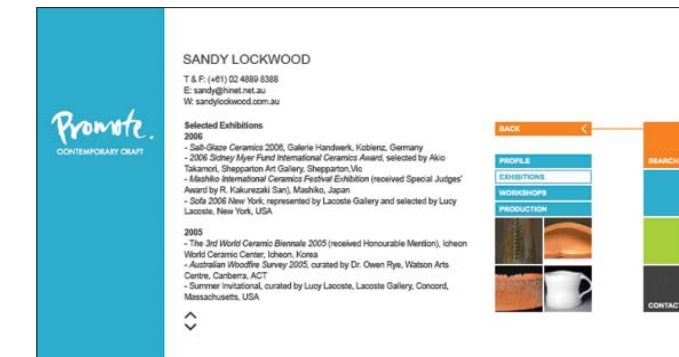 Promote.
CONTEMPORARY CRAFT
SANDY LOCKWOOD
T & F: (+61) 02 4889 8388
E: sandy@hinet.net.au
W: sandylockwood.com.au
Selected Exhibitions
2006
- Salt-Glaze Ceramics 2006, Galerie Handwerk, Koblenz, Germany
- 2006 Sidney Myer Fund International Ceramics Award, selected by Akio
Takamori, Shepparton Art Gallery, Shepparton,Vic
- Mashiko International Ceramics Festival Exhibition (received Special Judges'
Award by R. Kakurezaki San), Mashiko, Japan
- Sofa 2006 New York, represented by Lacoste Gallery and selected by Lucy
Lacoste, New York, USA
2005
- The 3rd World Ceramic Biennale 2005 (received Honourable Mention), Icheon
World Ceramic Center, Icheon, Korea
- Australian Woodfire Survey 2005, curated by Dr. Owen Rye, Watson Arts
Centre, Canberra, ACT
- Summer Invitational, curated by Lucy Lacoste, Lacoste Gallery, Concord,
Massachusetts, USA
BACK
PROFILE
EXHIBITIONS
WORKSHOPS
PRODUCTION
SEARCH
CONTACT